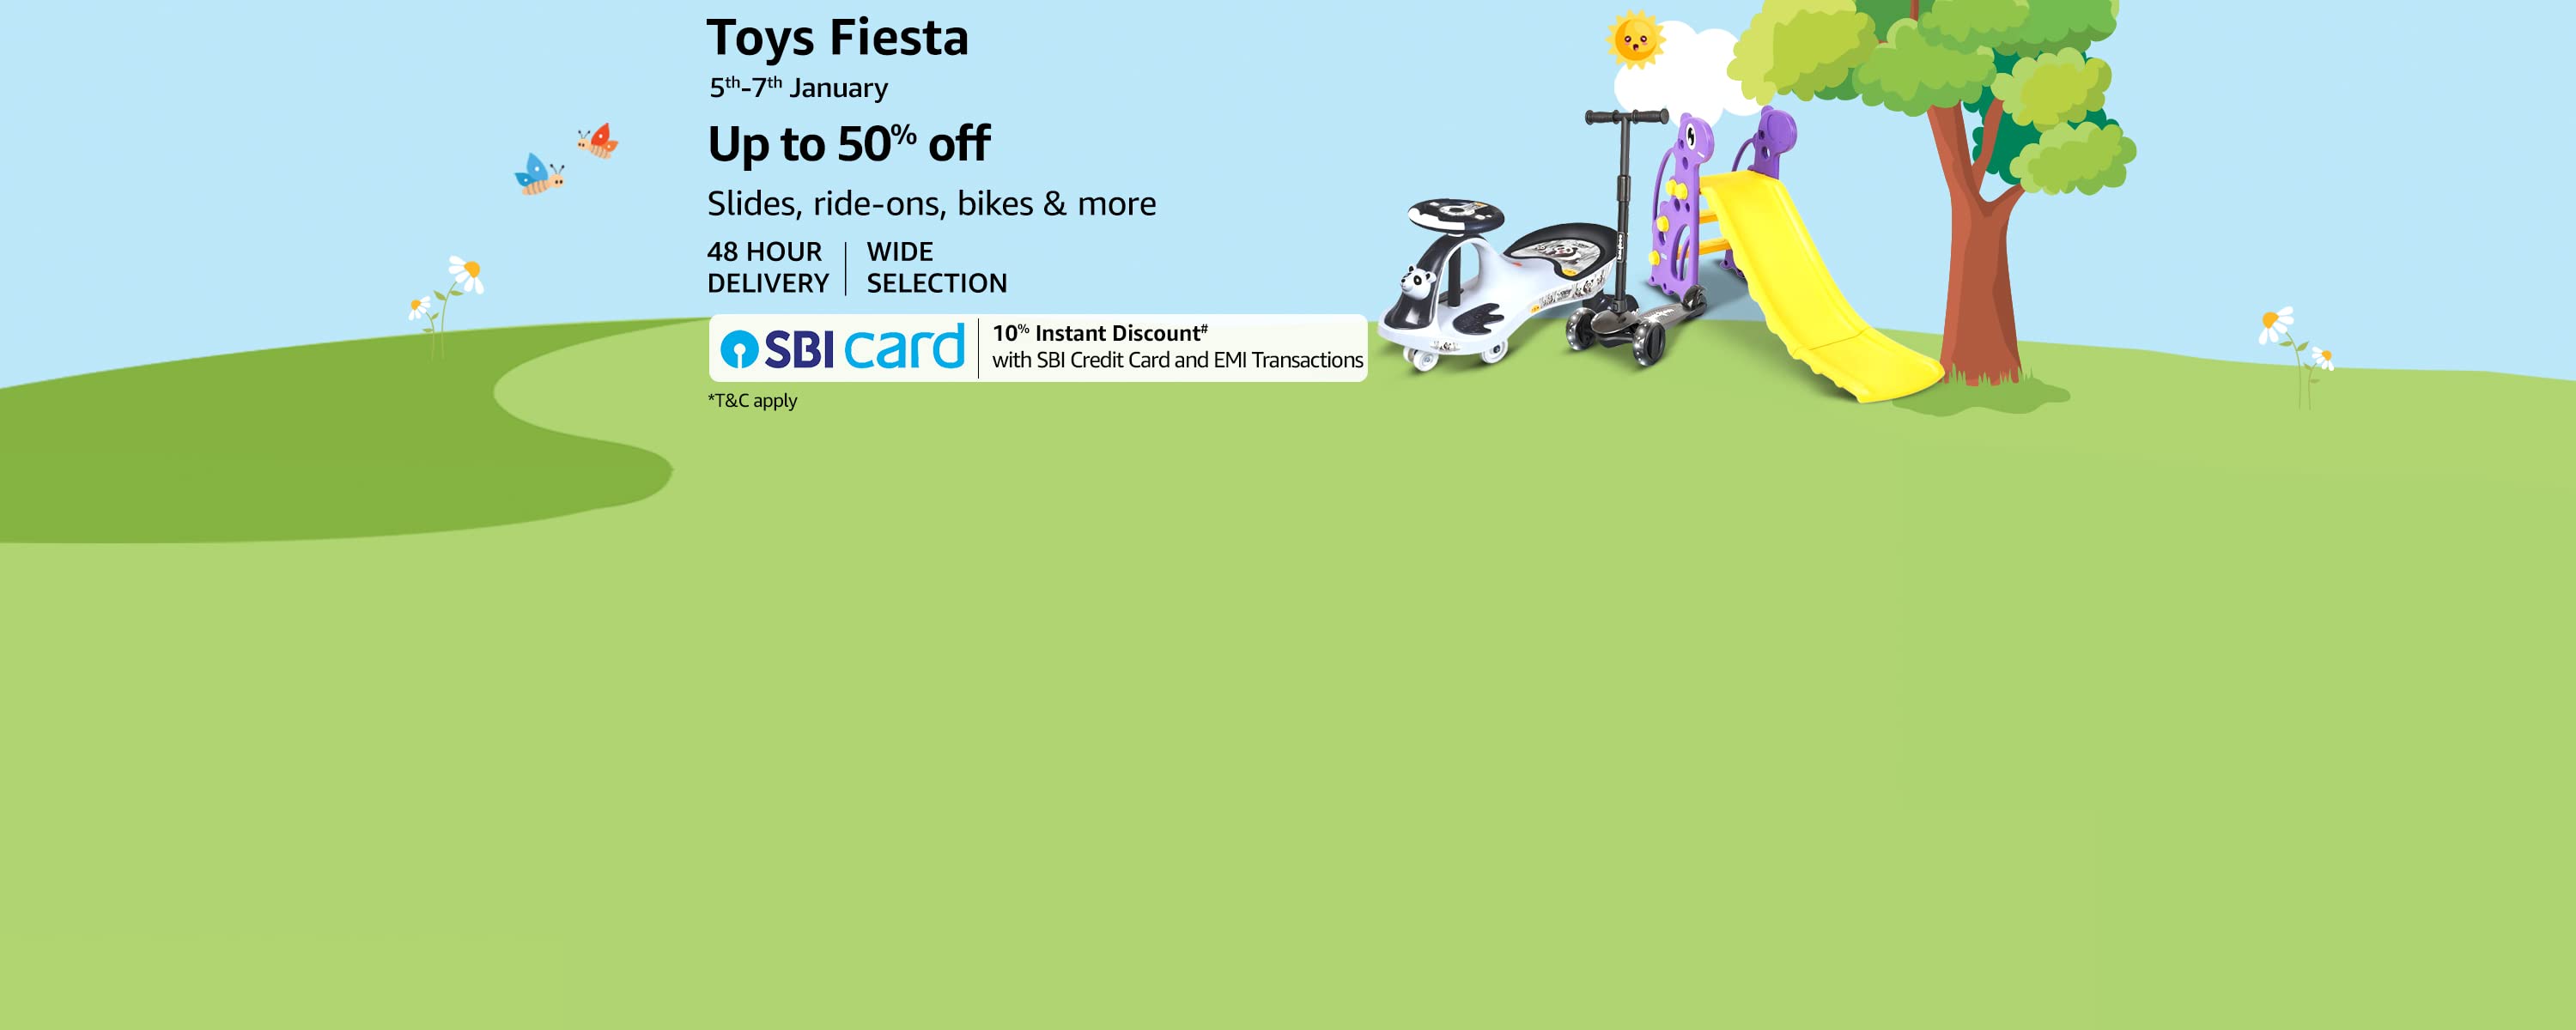 Toys Fiesta
5th-7th January
Up to 50% off
Slides, ride-ons, bikes & more
48 HOUR
DELIVERY
WIDE
SELECTION
SBI card
10% Instant Discount#
with SBI Credit Card and EMI Transactions
*T&C apply